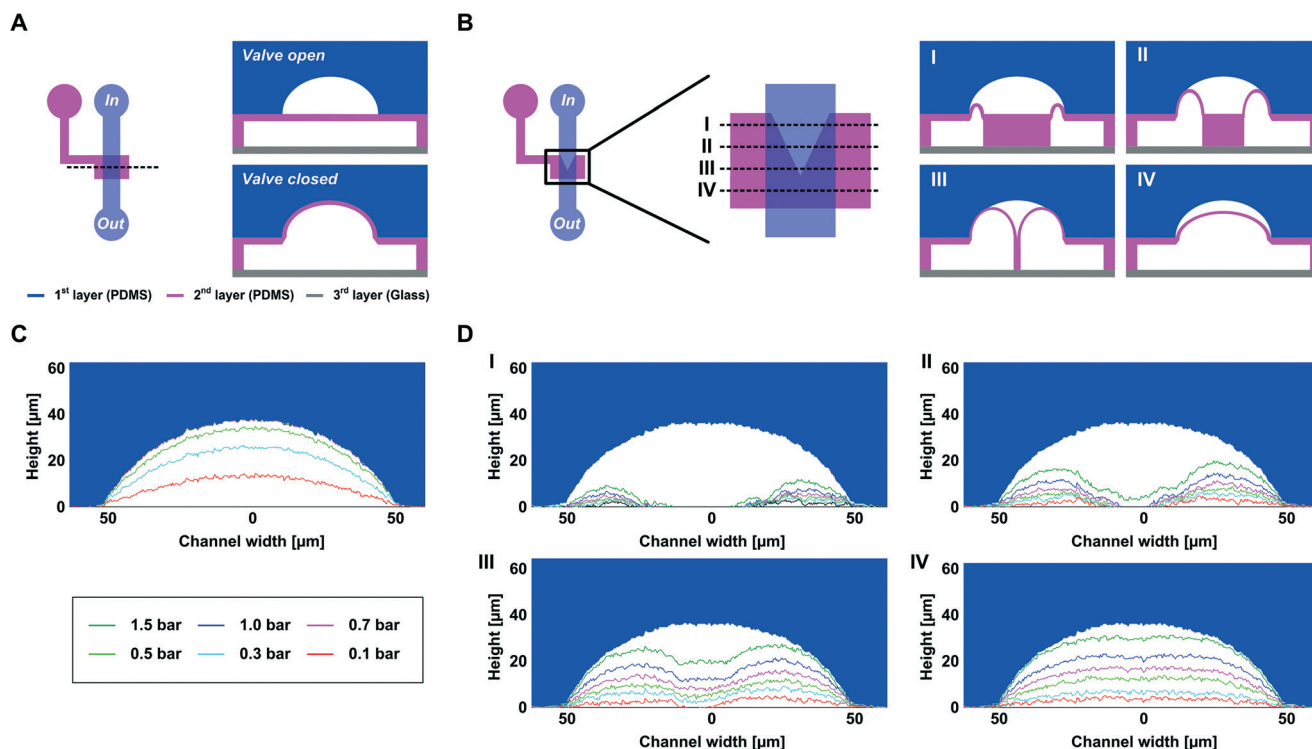 A
B
Valve open
In
Valve closed
Out
In
Out
I
II
III
IV
I
II
III
IV
1st layer (PDMS)
2nd layer (PDMS)
3rd layer (Glass)
C
60
40
20
0
Height [µm]
50
0
50
Channel width [µm]
1.5 bar
1.0 bar
0.7 bar
0.5 bar
0.3 bar
0.1 bar
D
I
60
40
20
0
Height [µm]
50
0
50
Channel width [µm]
II
60
40
20
0
Height [µm]
50
0
50
Channel width [µm]
III
60
40
20
0
Height [µm]
50
0
50
Channel width [µm]
IV
60
40
20
0
Height [µm]
50
0
50
Channel width [µm]